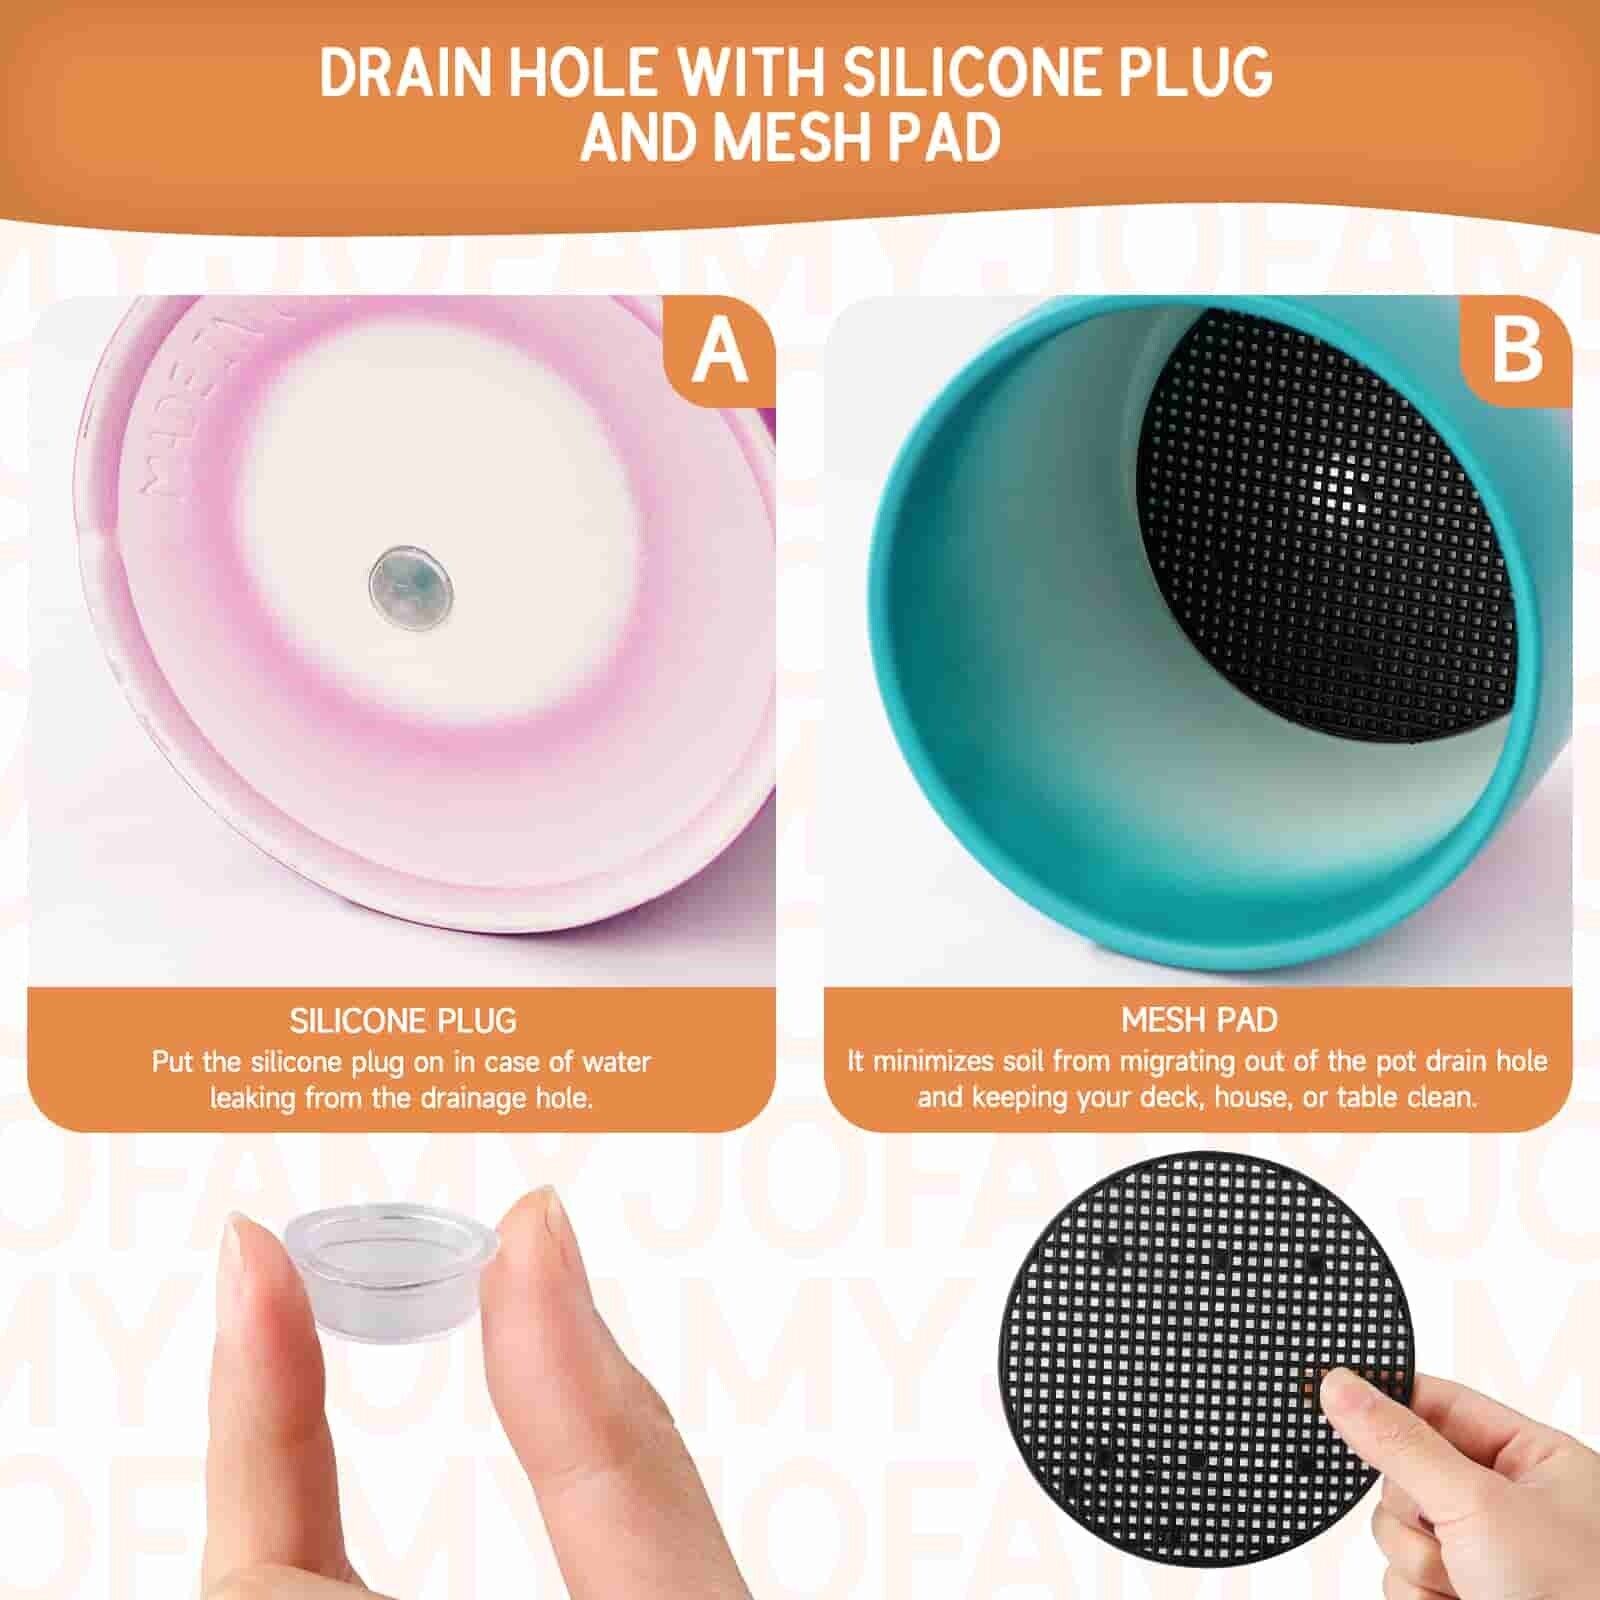 DRAIN HOLE WITH SILICONE PLUG
AND MESH PAD
A
B
SILICONE PLUG
Put the silicone plug on in case of water
leaking from the drainage hole.
MESH PAD
It minimizes soil from migrating out of the pot drain hole
and keeping your deck, house, or table clean.
JOFAMY